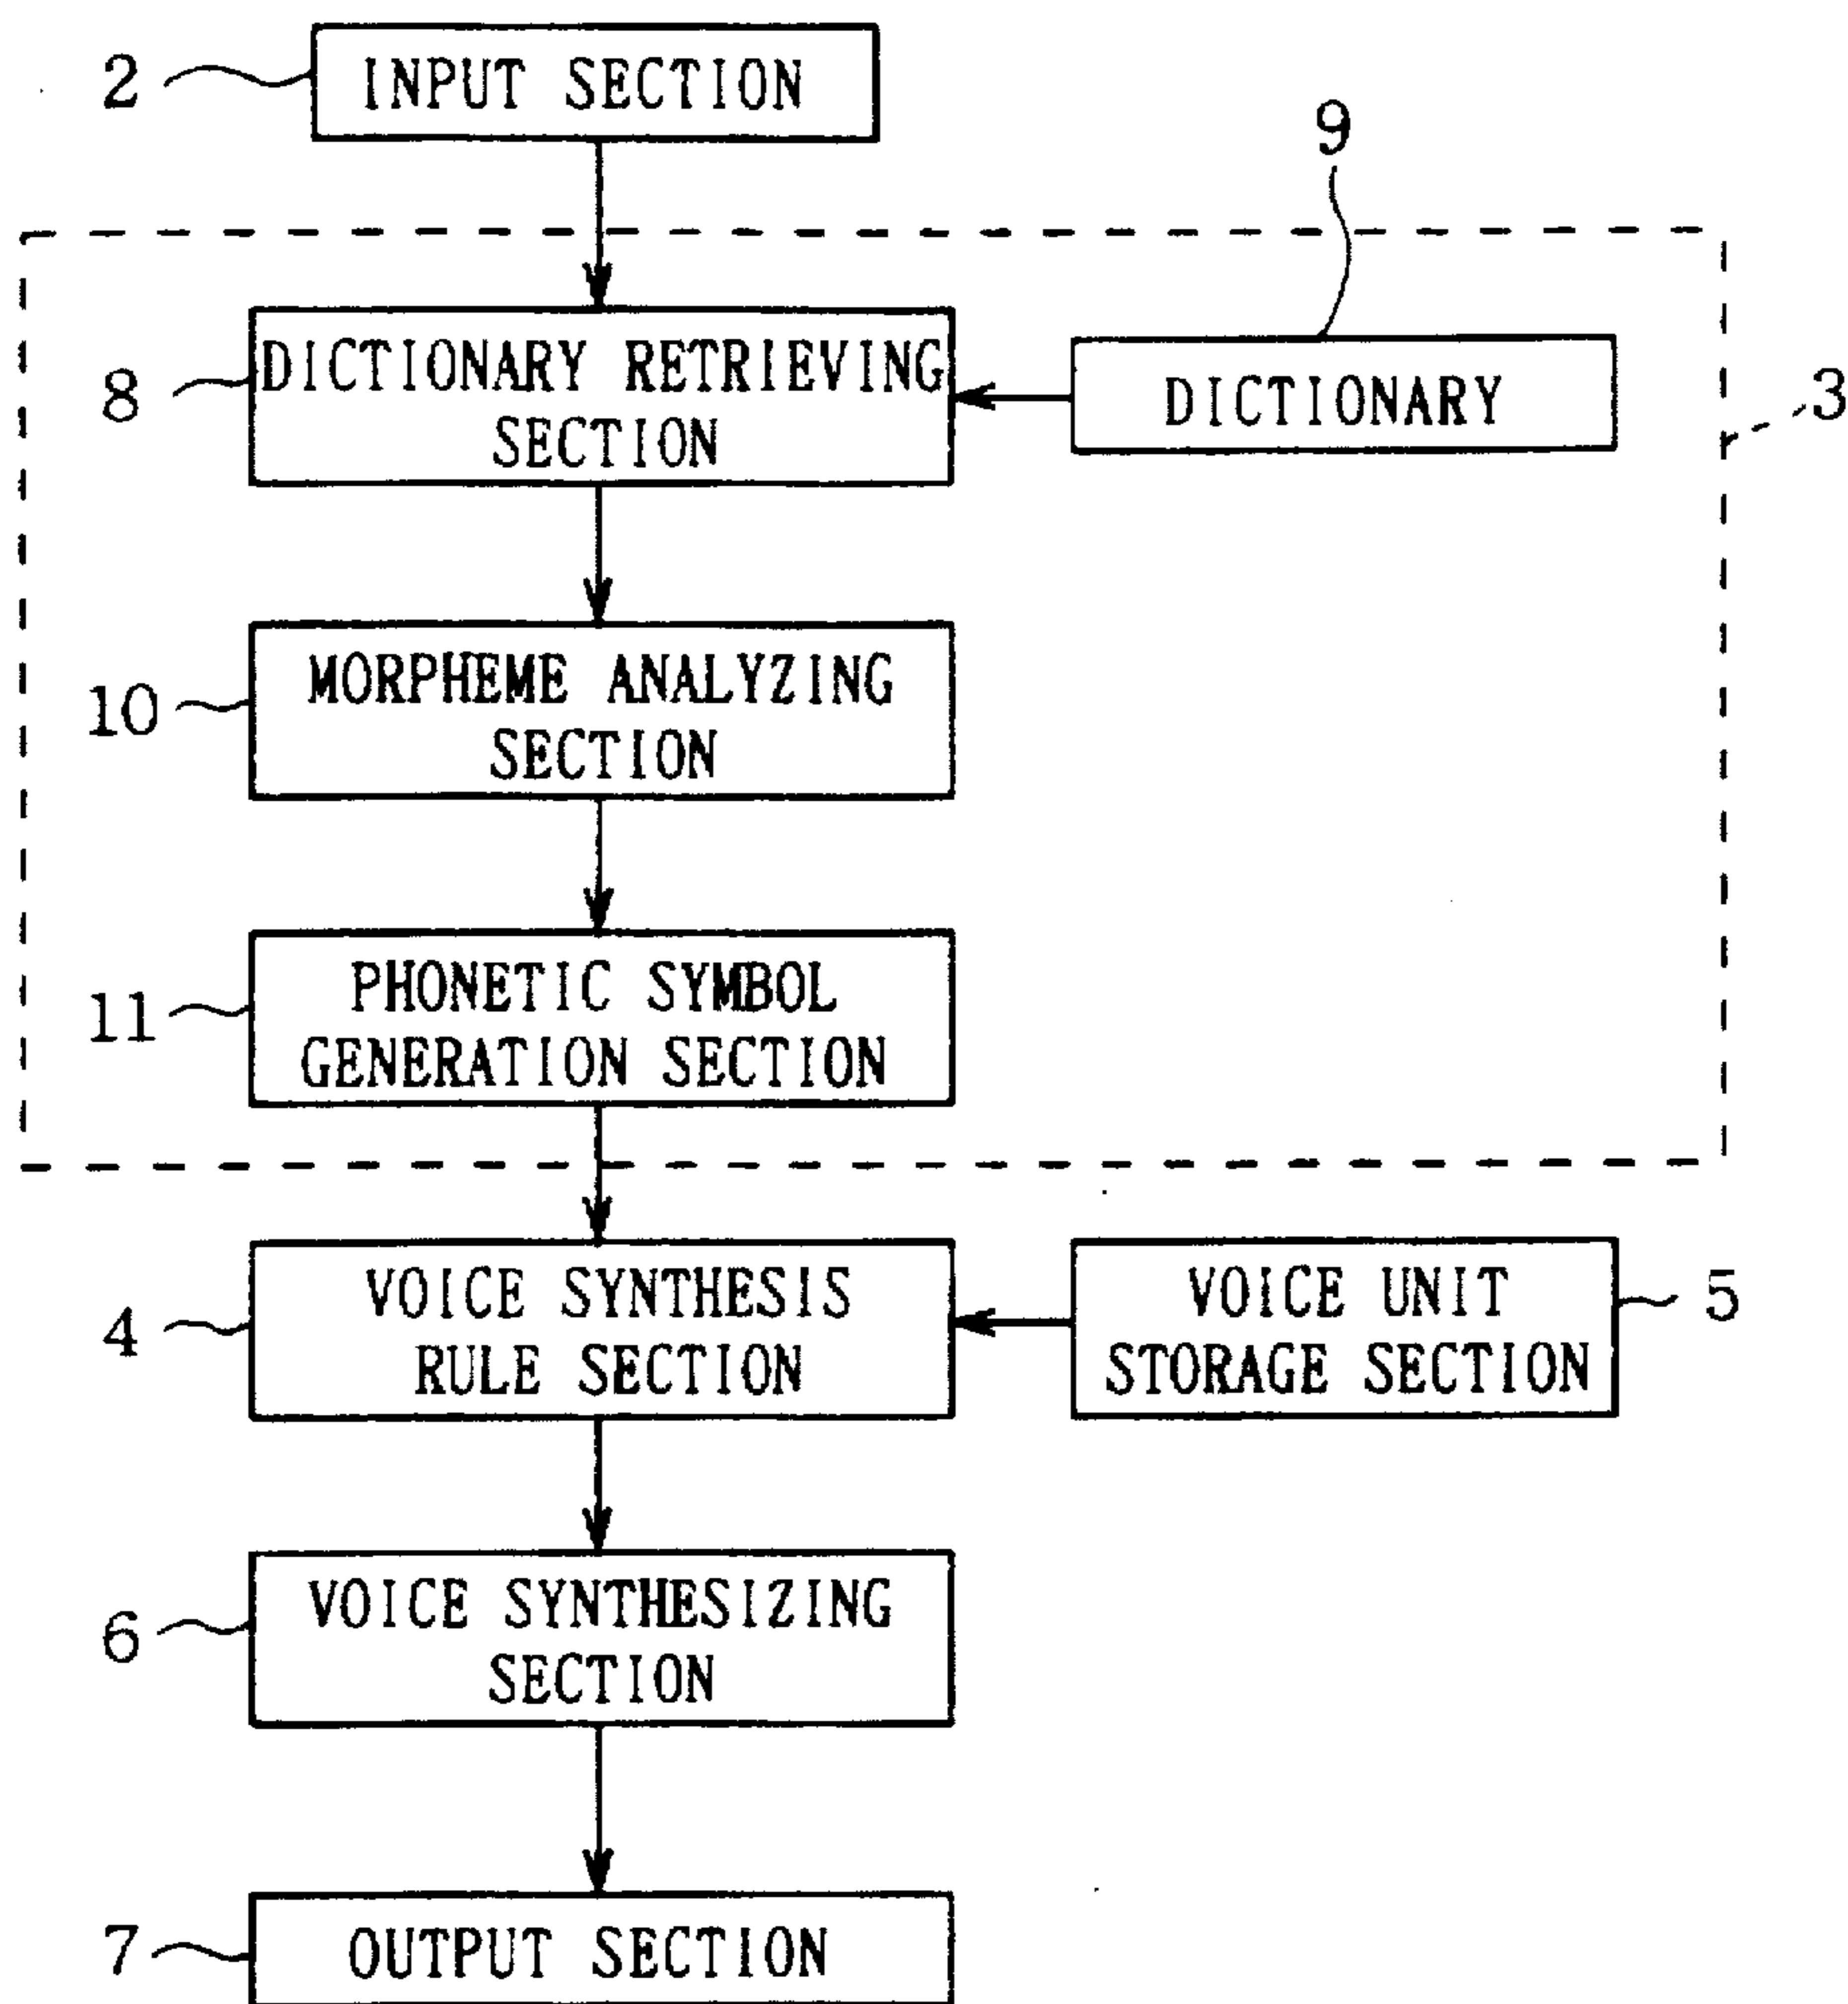 2
INPUT SECTION
9
8
DICTIONARY RETRIEVING
SECTION
DICTIONARY
3
10
MORPHEME ANALYZING
SECTION
11
PHONETIC SYMBOL
GENERATION SECTION
4
VOICE SYNTHESIS
RULE SECTION
VOICE UNIT
STORAGE SECTION
5
6
VOICE SYNTHESIZING
SECTION
7
OUTPUT SECTION